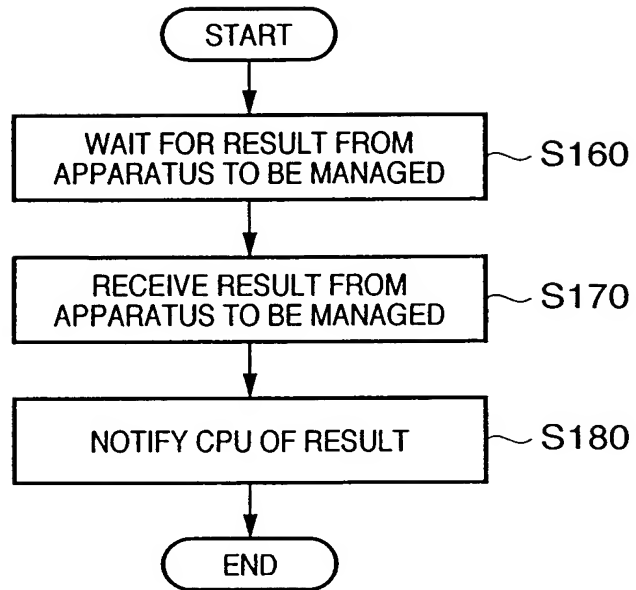 START
WAIT FOR RESULT FROM
APPARATUS TO BE MANAGED
S160
RECEIVE RESULT FROM
APPARATUS TO BE MANAGED
S170
NOTIFY CPU OF RESULT
S180
END